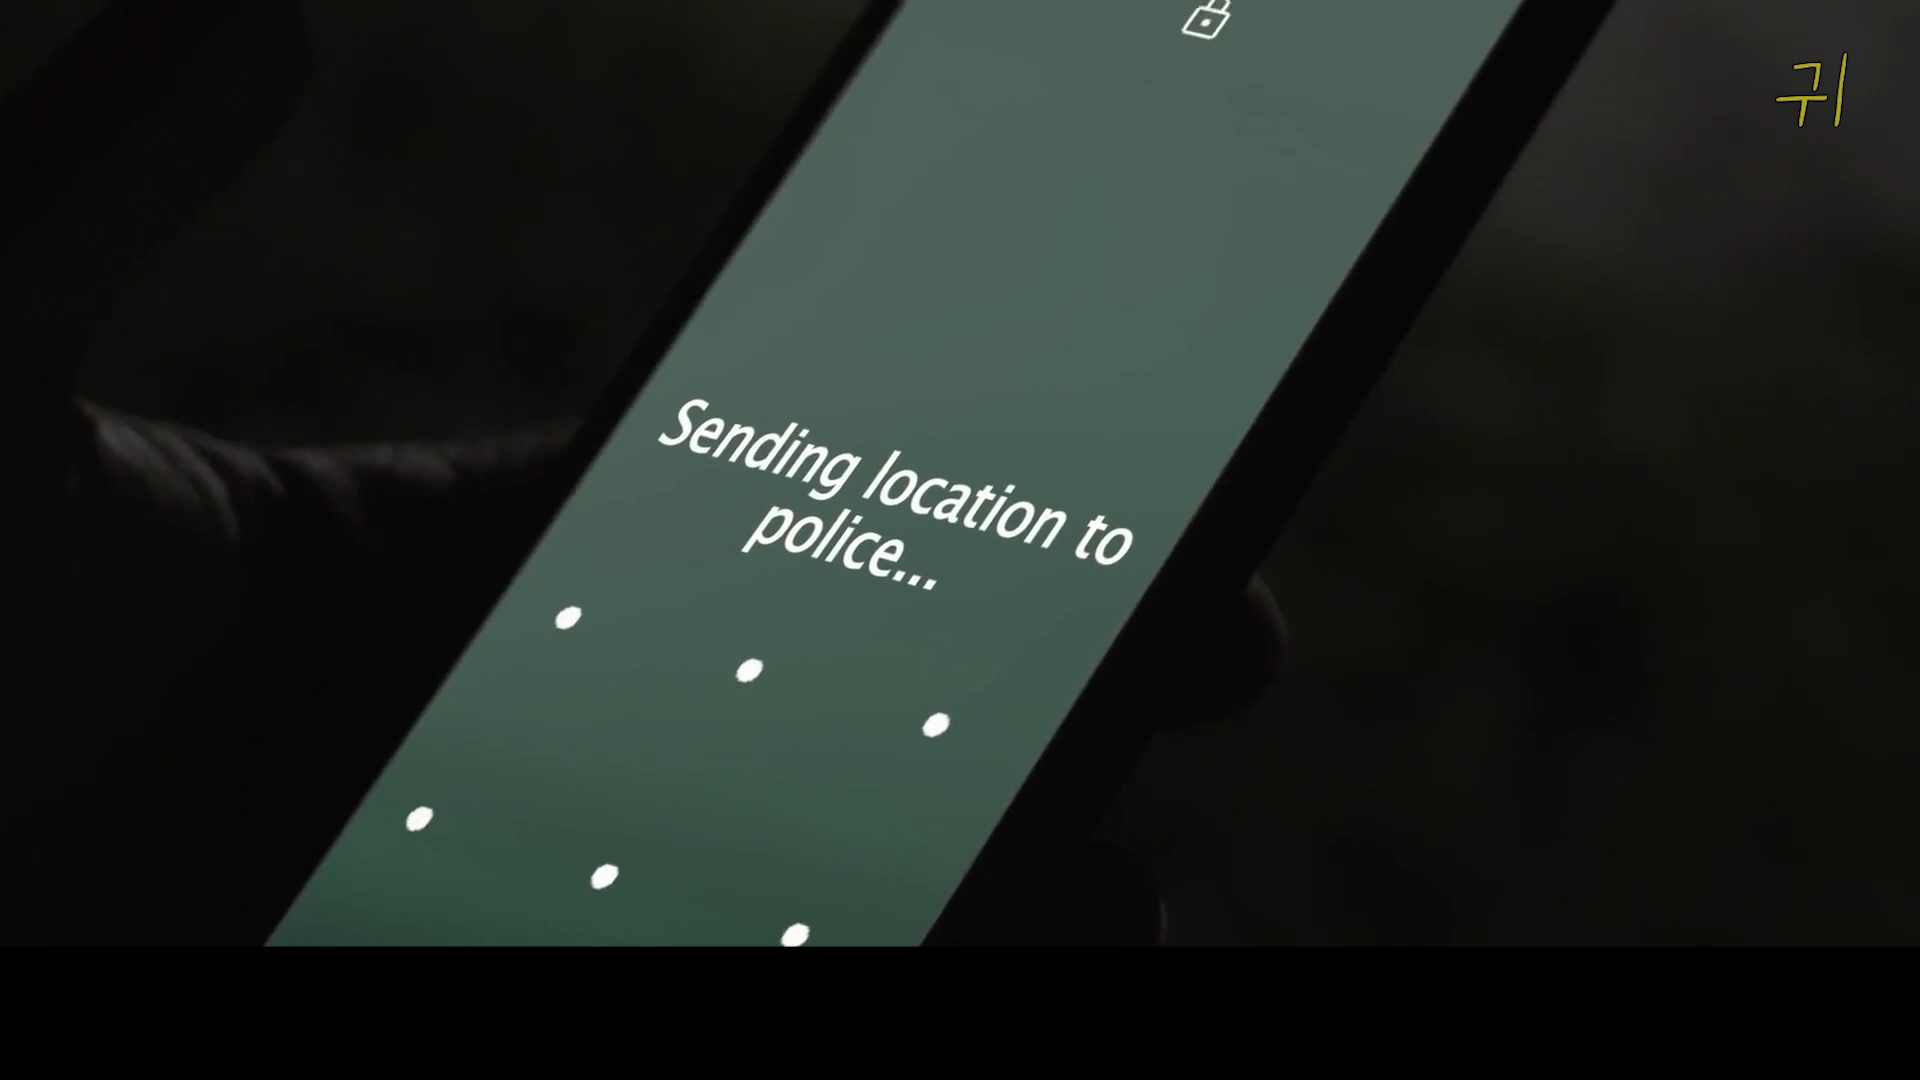 귀
Sending location to
police...